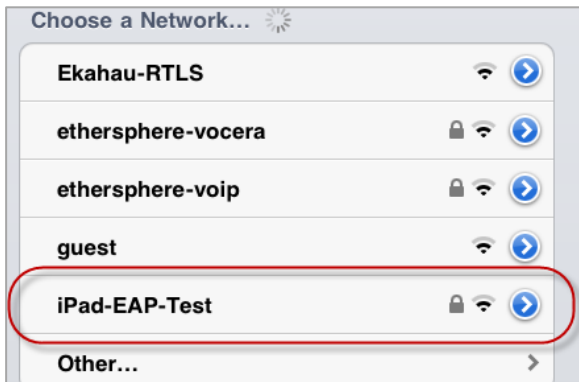 Choose a Network...
Ekahau-RTLS
ethersphere-vocera
ethersphere-voip
guest
iPad-EAP-Test
Other...